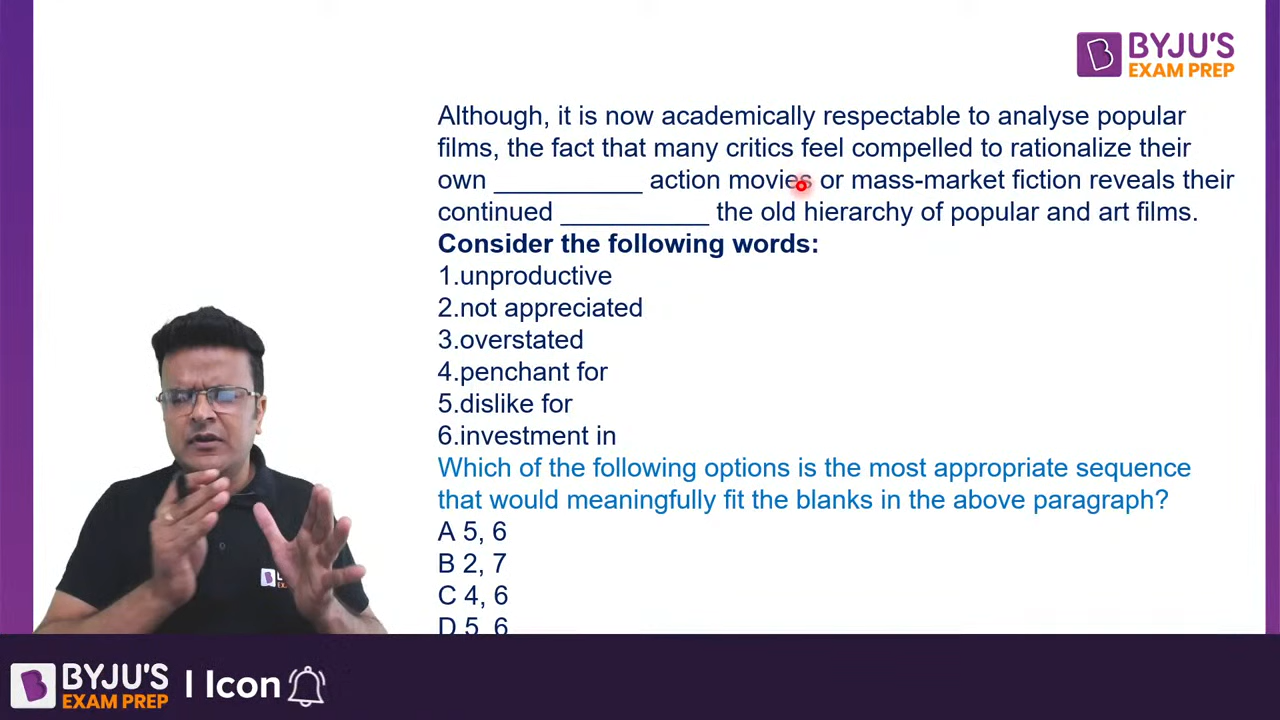 BYJU'S
EXAM PREP
Although, it is now academically respectable to analyse popular
films, the fact that many critics feel compelled to rationalize their
own __________ action movies or mass-market fiction reveals their
continued __________ the old hierarchy of popular and art films.
Consider the following words:
1.unproductive
2.not appreciated
3.overstated
4.penchant for
5.dislike for
6.investment in
Which of the following options is the most appropriate sequence
that would meaningfully fit the blanks in the above paragraph?
A 5, 6
B 2, 7
C 4, 6
D 5, 6
BYJU'S
EXAM PREP
I Icon